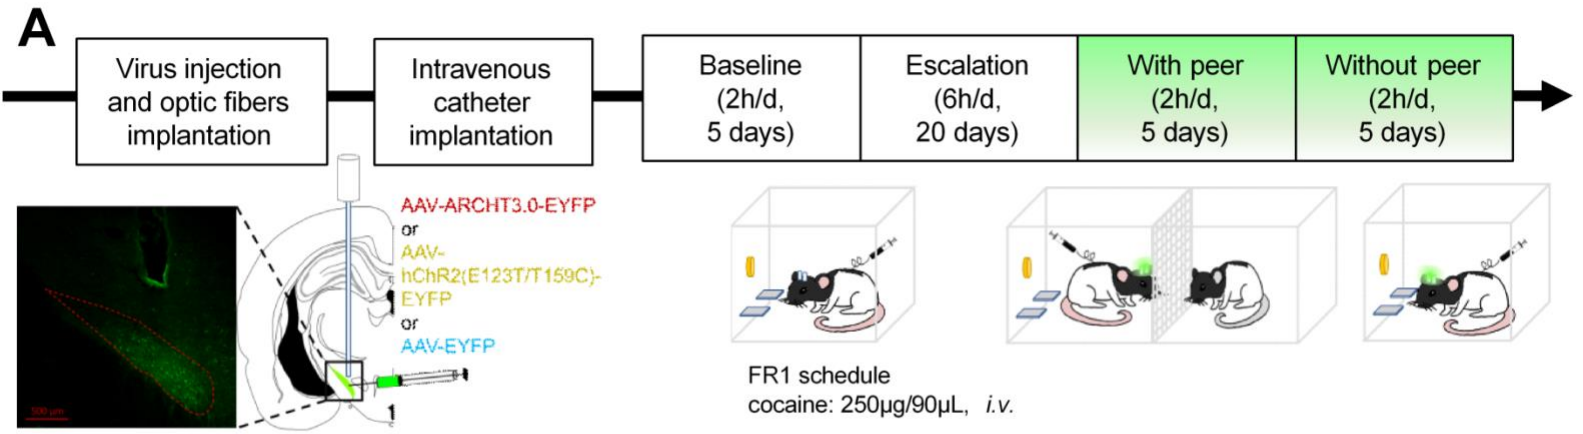 A
Virus injection
and optic fibers
implantation
Intravenous
catheter
implantation
Baseline
(2h/d,
5 days)
Escalation
(6h/d,
20 days)
With peer
(2h/d,
5 days)
Without peer
(2h/d,
5 days)
AAV-ARCHT3.0-EYFP
or
AAV-
hChR2(E123T/T159C)-
EYFP
or
AAV-EYFP
500 μm
FR1 schedule
cocaine: 250μg/90μL, i.v.